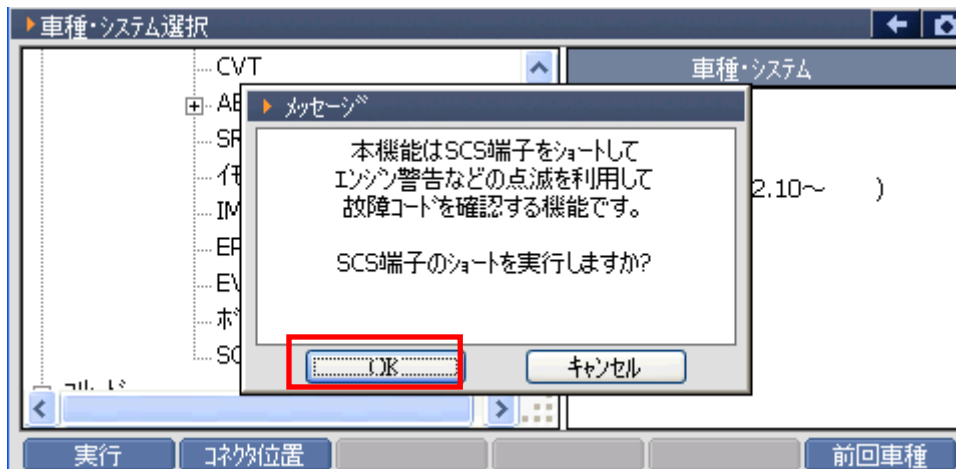 車種・システム選択
CVT
車種・システム
AB
メッセージ
本機能はSCS端子をショートして
エンジン警告などの点滅を利用して
故障コードを確認する機能です。
SCS端子のショートを実行しますか?
2.10～ )
OK キャンセル
実行 コネクタ位置 前回車種